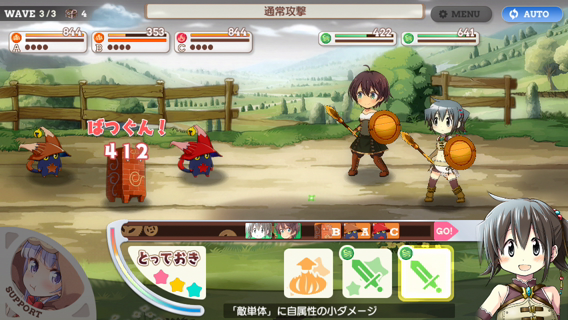 WAVE 3/3 4
通常攻撃
MENU
AUTO
844
A
353
B
844
C
422
641
ばつぐん!
412
B A C GO!
とっておき
SUPPORT
「敵単体」に自属性の小ダメージ